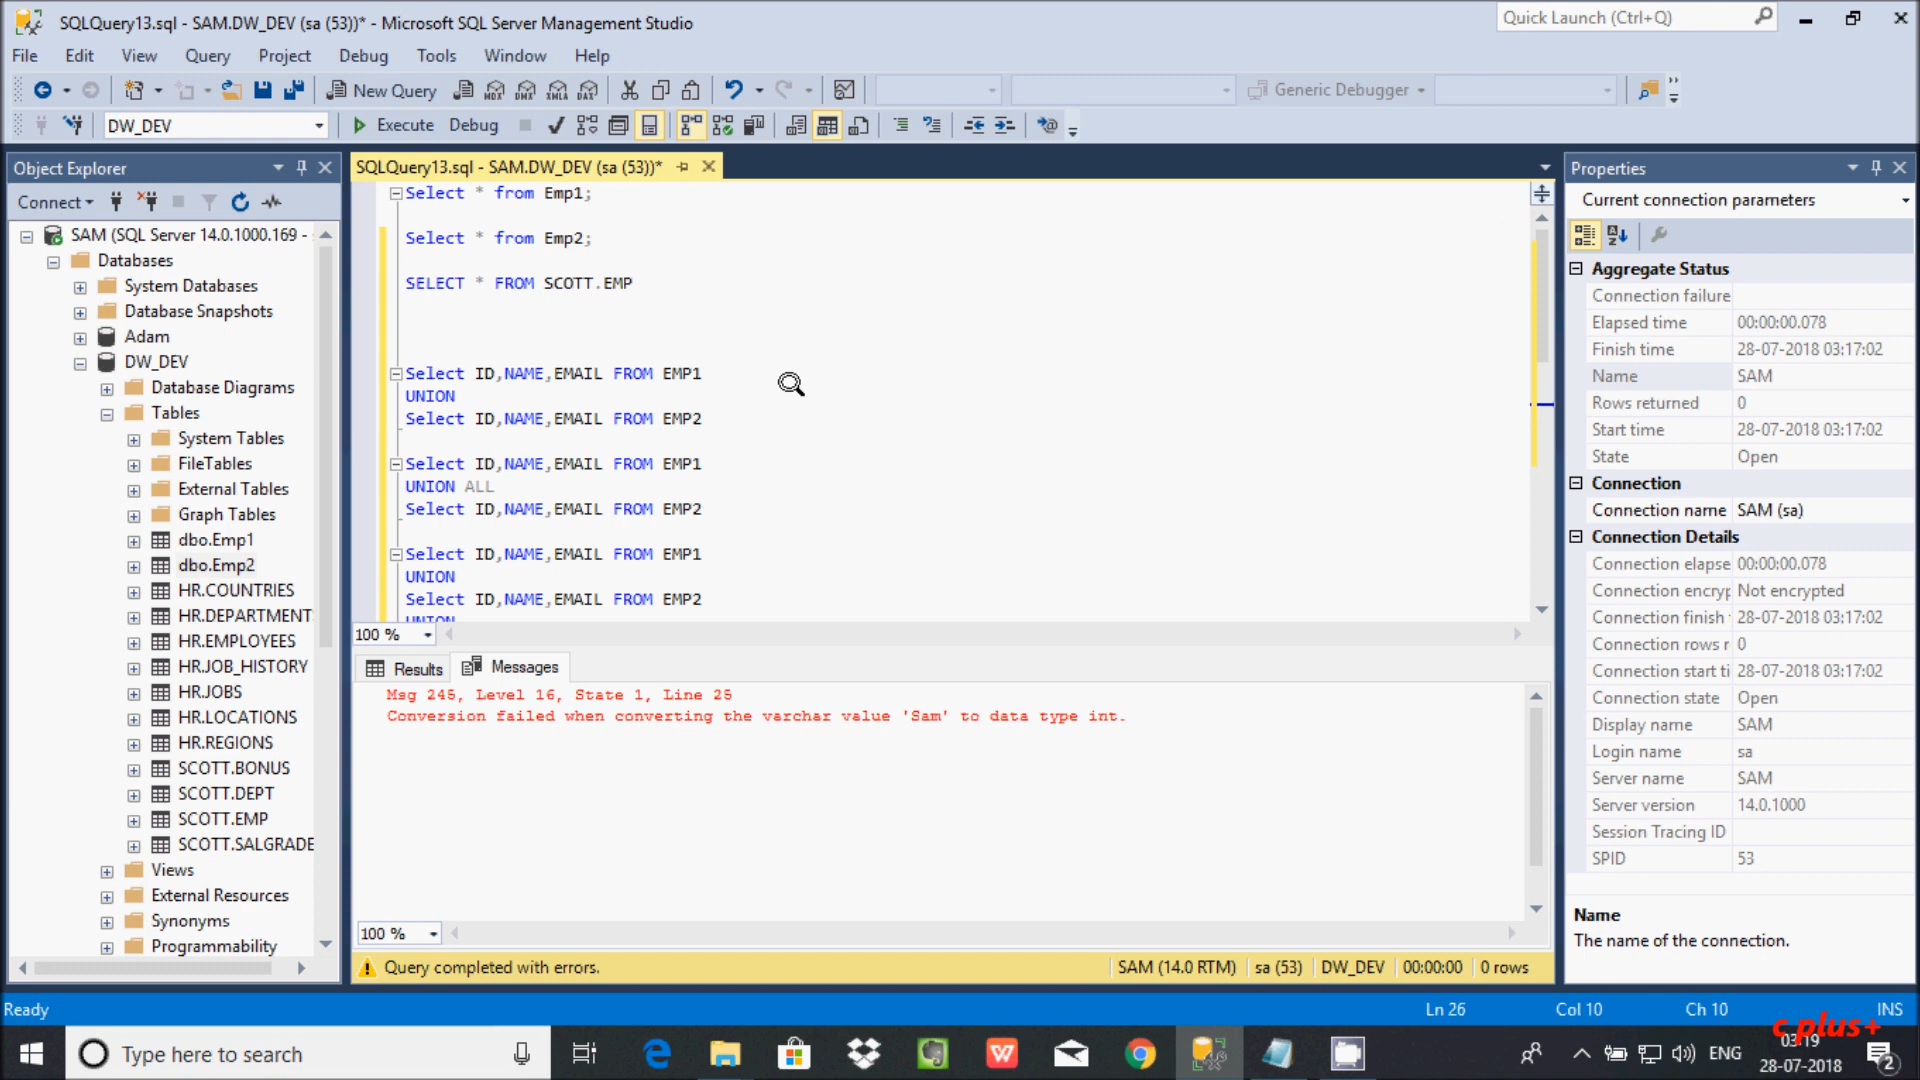 SQLQuery13.sql - SAM.DW_DEV (sa (53))* - Microsoft SQL Server Management Studio
Quick Launch (Ctrl+Q)
File Edit View Query Project Debug Tools Window Help
New Query MDX DMX XMLA DAX Generic Debugger
DW_DEV Execute Debug
Object Explorer
Connect
SAM (SQL Server 14.0.1000.169 -
Databases
System Databases
Database Snapshots
Adam
DW_DEV
Database Diagrams
Tables
System Tables
FileTables
External Tables
Graph Tables
dbo.Emp1
dbo.Emp2
HR.COUNTRIES
HR.DEPARTMENT
HR.EMPLOYEES
HR.JOB_HISTORY
HR.JOBS
HR.LOCATIONS
HR.REGIONS
SCOTT.BONUS
SCOTT.DEPT
SCOTT.EMP
SCOTT.SALGRADE
Views
External Resources
Synonyms
Programmability
SQLQuery13.sql - SAM.DW_DEV (sa (53))*
Select * from Emp1;
Select * from Emp2;
SELECT * FROM SCOTT.EMP
Select ID,NAME,EMAIL FROM EMP1
UNION
Select ID,NAME,EMAIL FROM EMP2
Select ID,NAME,EMAIL FROM EMP1
UNION ALL
Select ID,NAME,EMAIL FROM EMP2
Select ID,NAME,EMAIL FROM EMP1
UNION
Select ID,NAME,EMAIL FROM EMP2
UNION
100 %
Results Messages
Msg 245, Level 16, State 1, Line 25
Conversion failed when converting the varchar value 'Sam' to data type int.
100 %
Query completed with errors. SAM (14.0 RTM) sa (53) DW_DEV 00:00:00 0 rows
Properties
Current connection parameters
Aggregate Status
Connection failure
Elapsed time 00:00:00.078
Finish time 28-07-2018 03:17:02
Name SAM
Rows returned 0
Start time 28-07-2018 03:17:02
State Open
Connection
Connection name SAM (sa)
Connection Details
Connection elapse 00:00:00.078
Connection encryp Not encrypted
Connection finish 28-07-2018 03:17:02
Connection rows r 0
Connection start ti 28-07-2018 03:17:02
Connection state Open
Display name SAM
Login name sa
Server name SAM
Server version 14.0.1000
Session Tracing ID
SPID 53
Name
The name of the connection.
Ready Ln 26 Col 10 Ch 10 INS
c plus+
Type here to search
ENG
03:19
28-07-2018
2